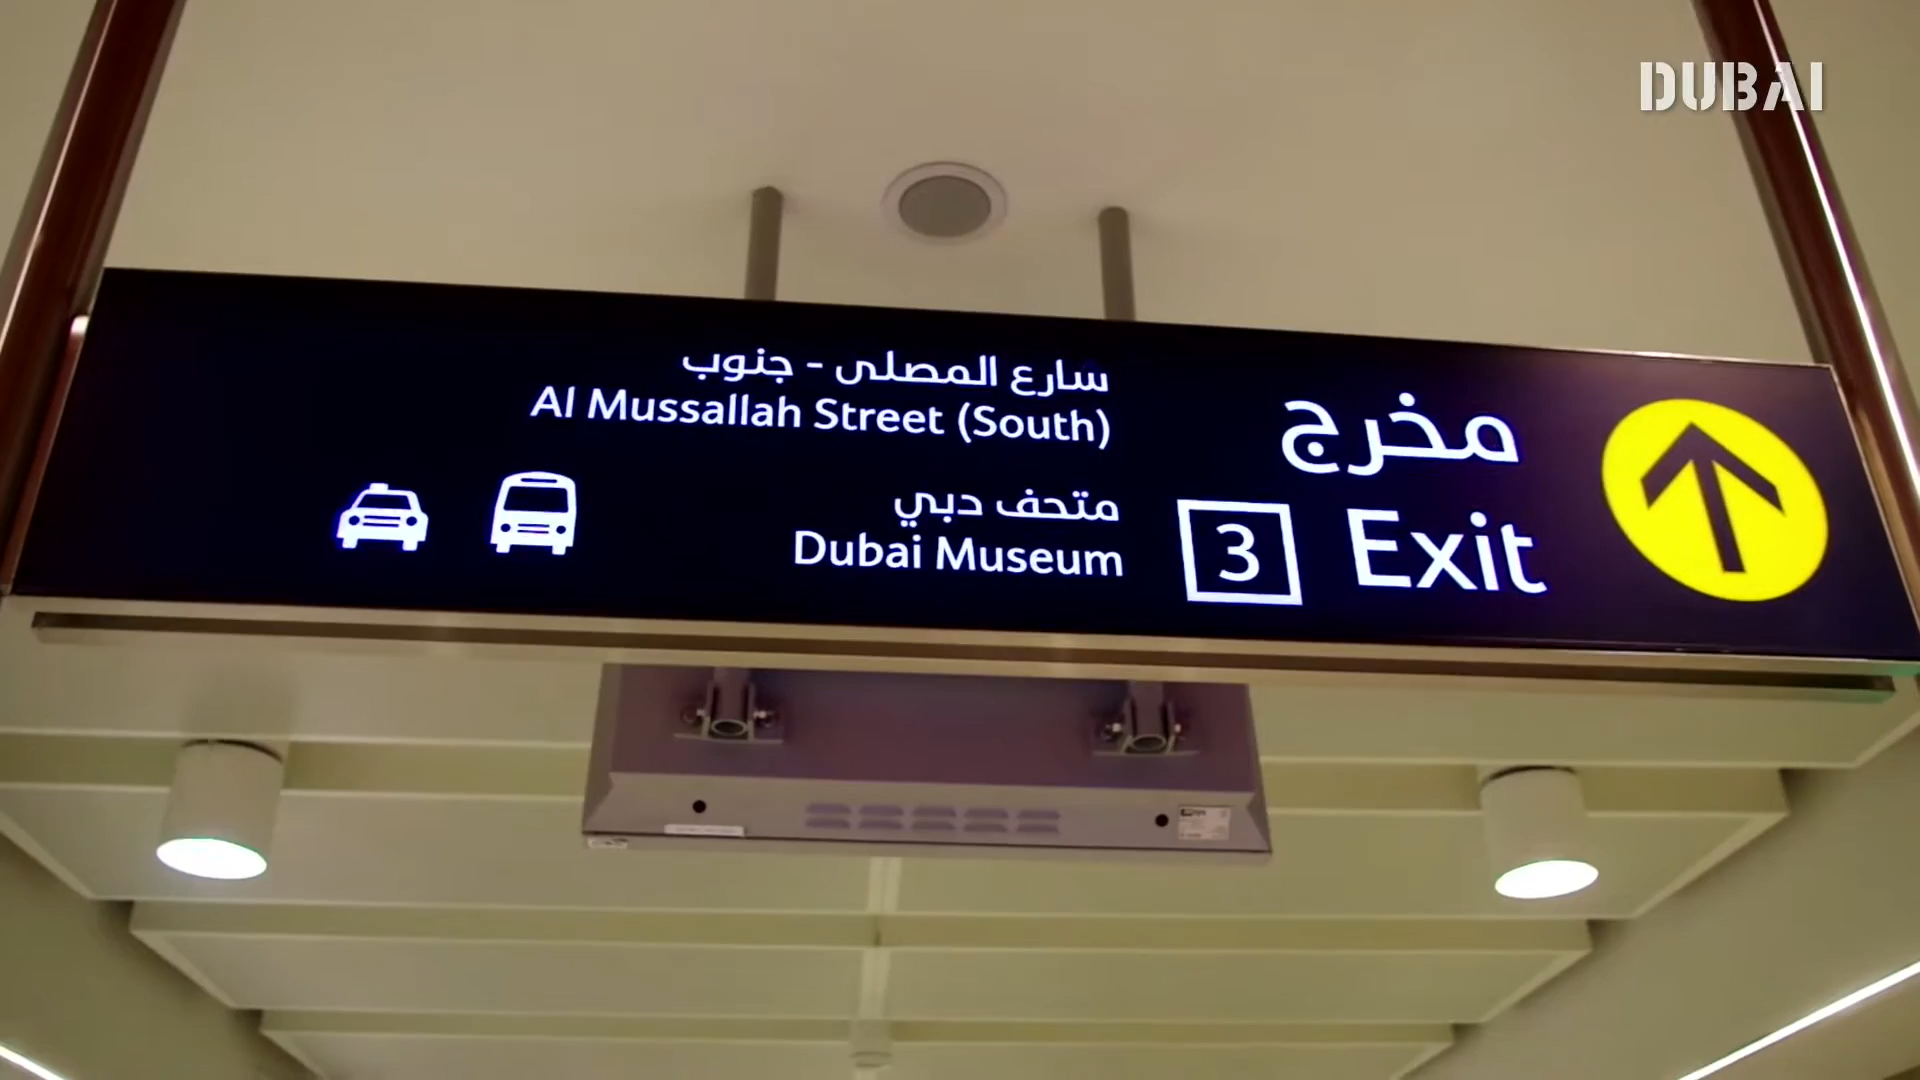 DUBAI
سارع المصلى - جنوب
Al Mussallah Street (South)
مخرج
متحف دبي
Dubai Museum
3 Exit